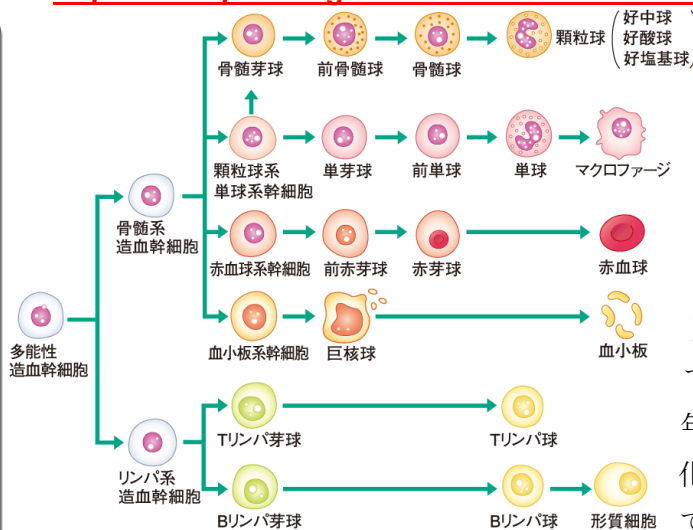 骨髄芽球
前骨髄球
骨髄球
顆粒球
好中球
好酸球
好塩基球
顆粒球系
単球系幹細胞
単芽球
前単球
単球
マクロファージ
骨髄系
造血幹細胞
赤血球系幹細胞
前赤芽球
赤芽球
赤血球
血小板系幹細胞
巨核球
血小板
多能性
造血幹細胞
Tリンパ芽球
Tリンパ球
リンパ系
造血幹細胞
Bリンパ芽球
Bリンパ球
形質細胞